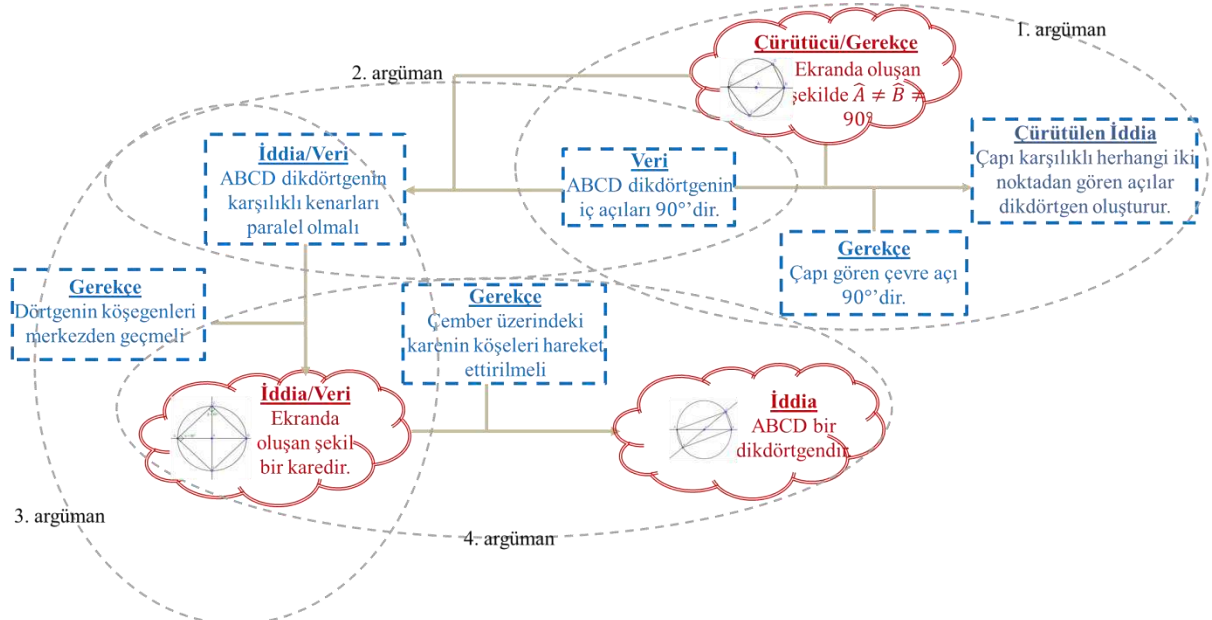 1. argüman
Çürütücü/Gerekçe
Ekranda oluşan
şekilde Â ≠ B̂ ≠
90°
2. argüman
İddia/Veri
ABCD dikdörtgenin
karşılıklı kenarları
paralel olmalı
Veri
ABCD dikdörtgenin
iç açıları 90°'dir.
Çürütülen İddia
Çapı karşılıklı herhangi iki
noktadan gören açılar
dikdörtgen oluşturur.
Gerekçe
Çapı gören çevre açı
90°'dir.
Gerekçe
Dörtgenin köşegenleri
merkezden geçmeli
Gerekçe
Çember üzerindeki
karenin köşeleri hareket
ettirilmeli
İddia/Veri
Ekranda
oluşan şekil
bir karedir.
İddia
ABCD bir
dikdörtgendir.
3. argüman
4. argüman